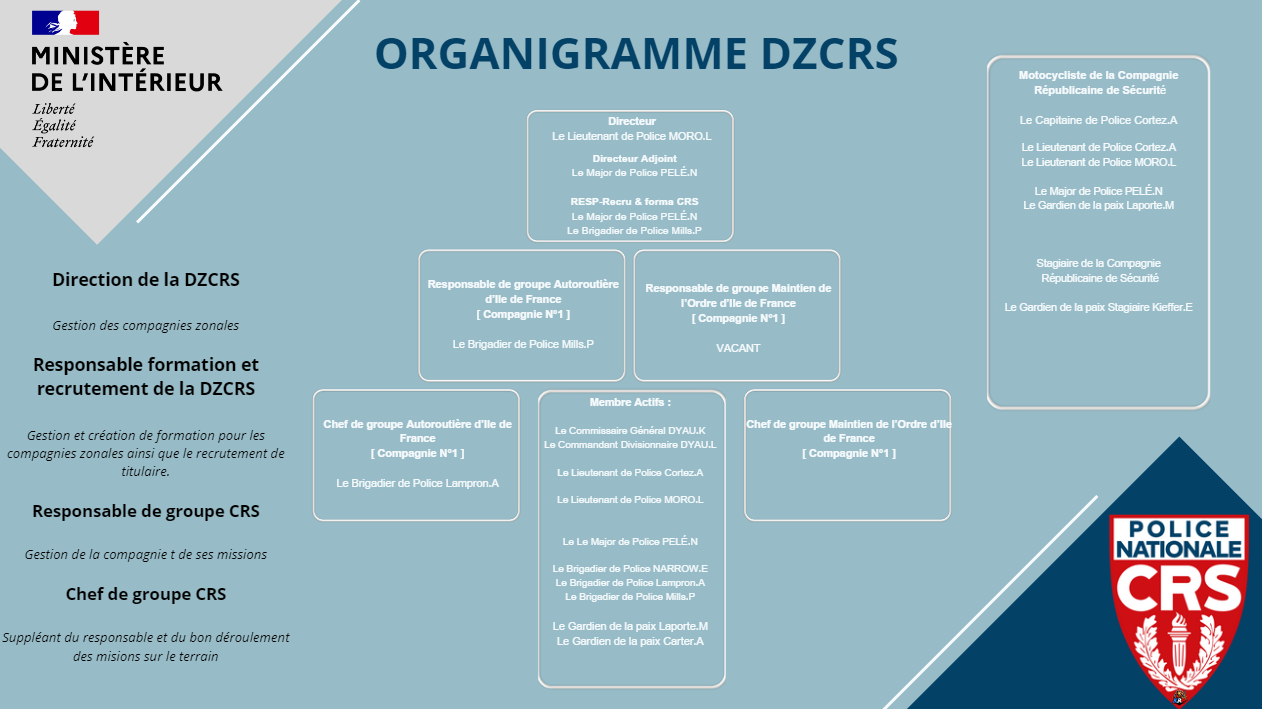 MINISTÈRE
DE L'INTÉRIEUR
Liberté
Égalité
Fraternité
ORGANIGRAMME DZCRS
Directeur
Le Lieutenant de Police MORO.L
Directeur Adjoint
Le Major de Police PELÉ.N
RESP-Recru & forma CRS
Le Major de Police PELÉ.N
Le Brigadier de Police Mills.P
Motocycliste de la Compagnie
Républicaine de Sécurité
Le Capitaine de Police Cortez.A
Le Lieutenant de Police Cortez.A
Le Lieutenant de Police MORO.L
Le Major de Police PELÉ.N
Le Gardien de la paix Laporte.M
Stagiaire de la Compagnie
Républicaine de Sécurité
Le Gardien de la paix Stagiaire Kieffer.E
Responsable de groupe Autoroutière
d'Ile de France
[ Compagnie N°1 ]
Le Brigadier de Police Mills.P
Responsable de groupe Maintien de
l'Ordre d'Ile de France
[ Compagnie N°1 ]
VACANT
Chef de groupe Autoroutière d'Ile de
France
[ Compagnie N°1 ]
Le Brigadier de Police Lampron.A
Membre Actifs :
Le Commissaire Général DYAU.K
Le Commandant Divisionnaire DYAU.L
Le Lieutenant de Police Cortez.A
Le Lieutenant de Police MORO.L
Le Le Major de Police PELÉ.N
Le Brigadier de Police NARROW.E
Le Brigadier de Police Lampron.A
Le Brigadier de Police Mills.P
Le Gardien de la paix Laporte.M
Le Gardien de la paix Carter.A
Chef de groupe Maintien de l'Ordre d'Ile
de France
[ Compagnie N°1 ]
Direction de la DZCRS
Gestion des compagnies zonales
Responsable formation et
recrutement de la DZCRS
Gestion et création de formation pour les
compagnies zonales ainsi que le recrutement de
titulaire.
Responsable de groupe CRS
Gestion de la compagnie t de ses missions
Chef de groupe CRS
Suppléant du responsable et du bon déroulement
des misions sur le terrain
POLICE
NATIONALE
CRS